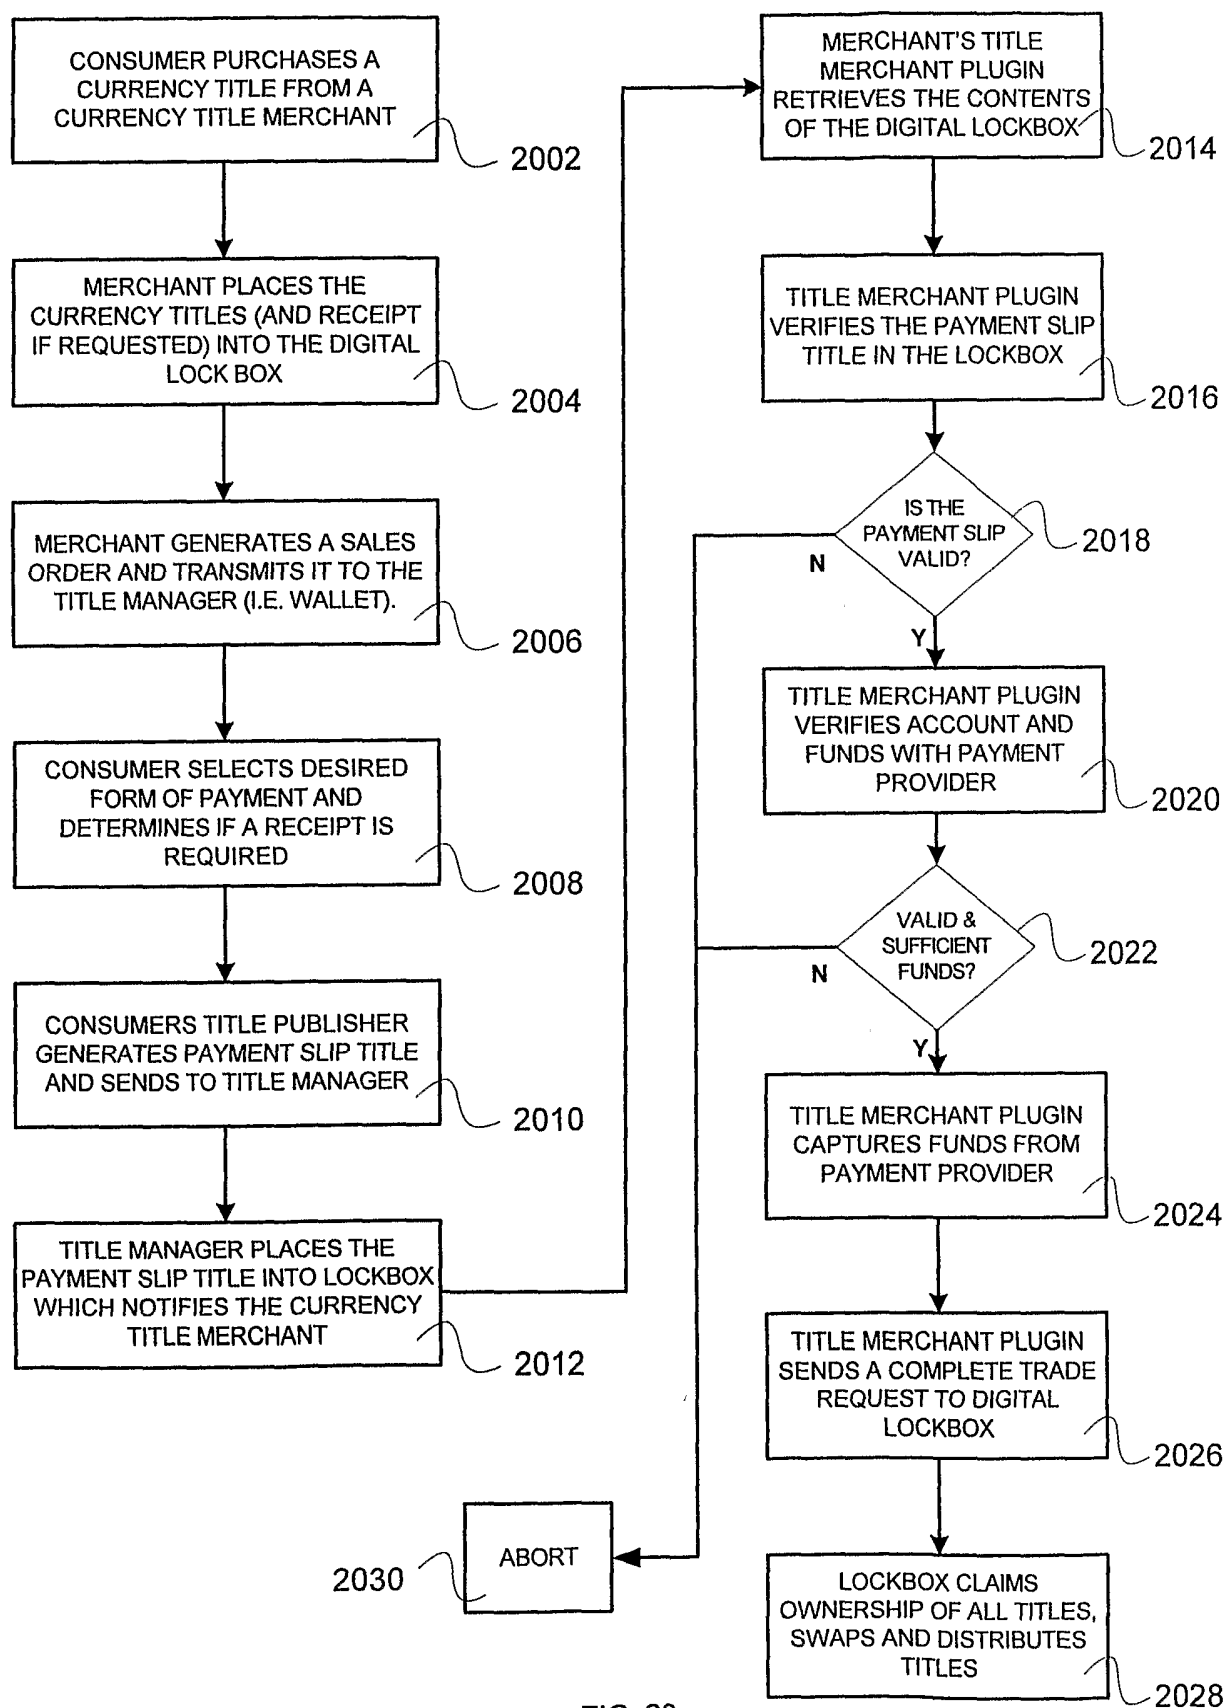 CONSUMER PURCHASES A
CURRENCY TITLE FROM A
CURRENCY TITLE MERCHANT
2002
MERCHANT PLACES THE
CURRENCY TITLES (AND RECEIPT
IF REQUESTED) INTO THE DIGITAL
LOCK BOX
2004
MERCHANT GENERATES A SALES
ORDER AND TRANSMITS IT TO THE
TITLE MANAGER (I.E. WALLET).
2006
CONSUMER SELECTS DESIRED
FORM OF PAYMENT AND
DETERMINES IF A RECEIPT IS
REQUIRED
2008
CONSUMERS TITLE PUBLISHER
GENERATES PAYMENT SLIP TITLE
AND SENDS TO TITLE MANAGER
2010
TITLE MANAGER PLACES THE
PAYMENT SLIP TITLE INTO LOCKBOX
WHICH NOTIFIES THE CURRENCY
TITLE MERCHANT
2012
MERCHANT'S TITLE
MERCHANT PLUGIN
RETRIEVES THE CONTENTS
OF THE DIGITAL LOCKBOX
2014
TITLE MERCHANT PLUGIN
VERIFIES THE PAYMENT SLIP
TITLE IN THE LOCKBOX
2016
IS THE
PAYMENT SLIP
VALID?
2018
N
Y
TITLE MERCHANT PLUGIN
VERIFIES ACCOUNT AND
FUNDS WITH PAYMENT
PROVIDER
2020
VALID &
SUFFICIENT
FUNDS?
2022
N
Y
TITLE MERCHANT PLUGIN
CAPTURES FUNDS FROM
PAYMENT PROVIDER
2024
TITLE MERCHANT PLUGIN
SENDS A COMPLETE TRADE
REQUEST TO DIGITAL
LOCKBOX
2026
LOCKBOX CLAIMS
OWNERSHIP OF ALL TITLES,
SWAPS AND DISTRIBUTES
TITLES
2028
ABORT
2030